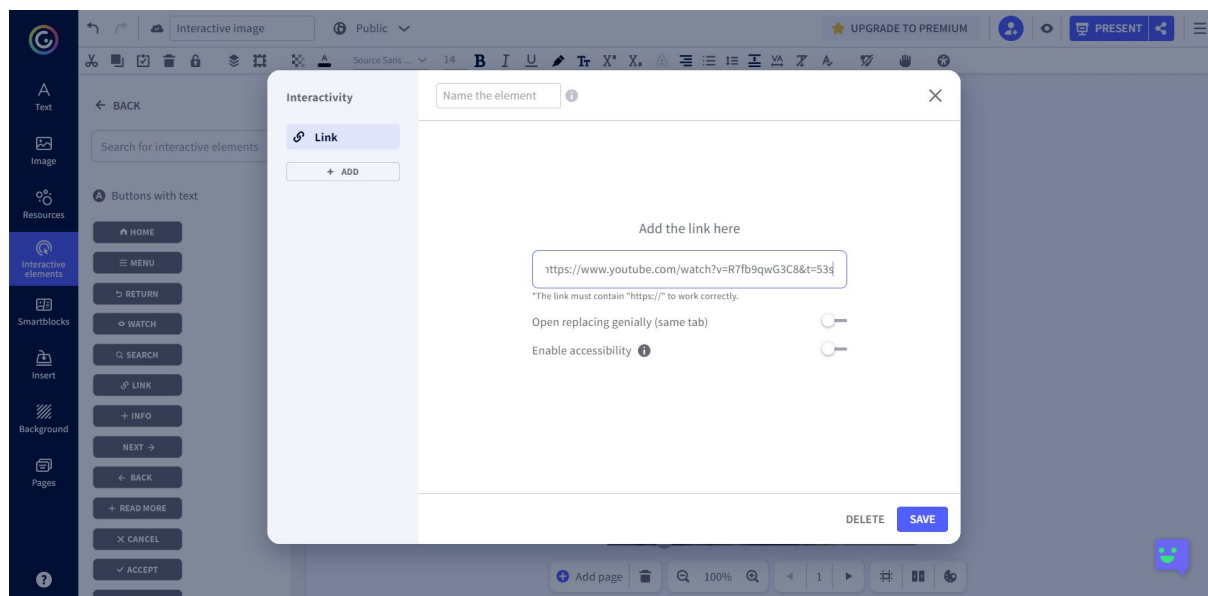 Interactive image
Public
UPGRADE TO PREMIUM
PRESENT
Source Sans ... 14 B I U Tt X² X₂
Text
Image
Resources
Interactive
elements
Smartblocks
Insert
Background
Pages
?
← BACK
Search for interactive elements
A Buttons with text
HOME
MENU
RETURN
WATCH
SEARCH
LINK
+ INFO
NEXT →
← BACK
+ READ MORE
× CANCEL
✓ ACCEPT
Interactivity
Link
+ ADD
Name the element
Add the link here
https://www.youtube.com/watch?v=R7fb9qwG3C8&t=53s
*The link must contain "https://" to work correctly.
Open replacing genially (same tab)
Enable accessibility
DELETE SAVE
Add page 100% 1